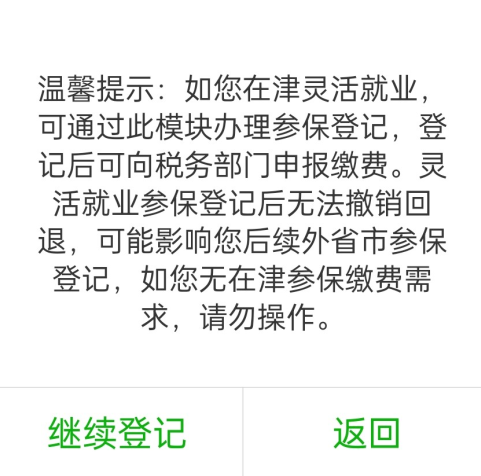 温馨提示：如您在津灵活就业，
可通过此模块办理参保登记，登
记后可向税务部门申报缴费。灵
活就业参保登记后无法撤销回
退，可能影响您后续外省市参保
登记，如您无在津参保缴费需
求，请勿操作。
继续登记
返回